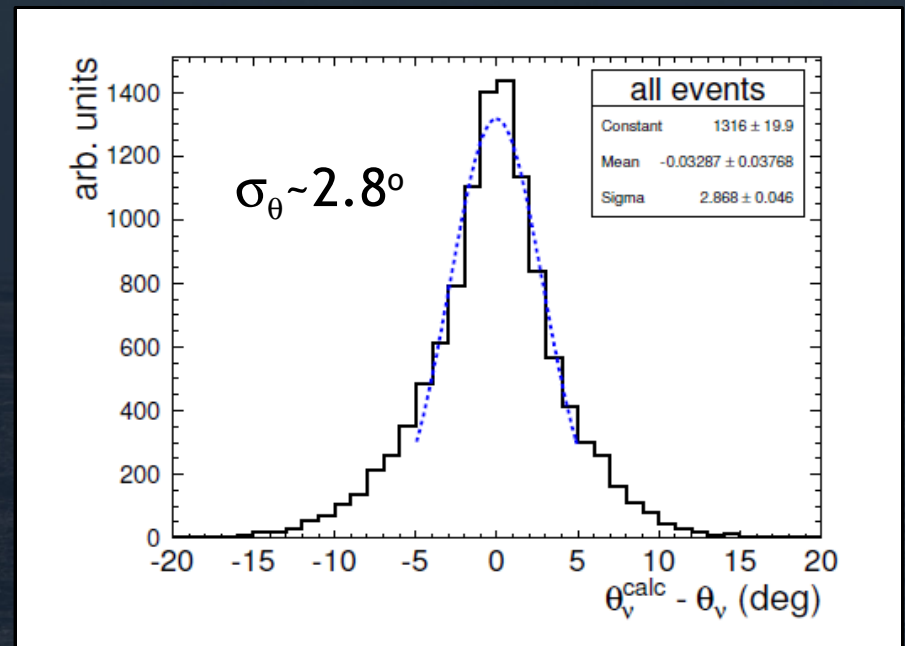 all events
Constant 1316 ± 19.9
Mean -0.03287 ± 0.03768
Sigma 2.868 ± 0.046
σθ~2.8°
arb. units
1400
1200
1000
800
600
400
200
0
-20 -15 -10 -5 0 5 10 15 20
θν^calc - θν (deg)